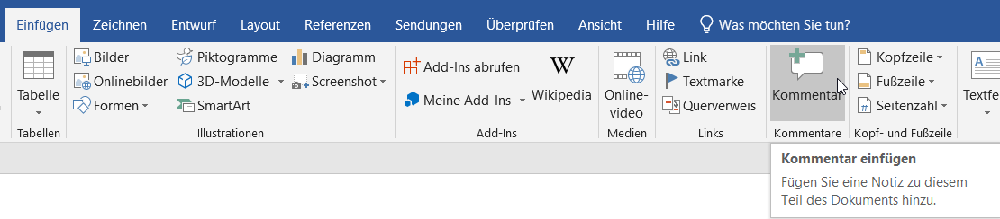 Einfügen Zeichnen Entwurf Layout Referenzen Sendungen Überprüfen Ansicht Hilfe Was möchten Sie tun?
Tabelle
Tabellen
Bilder
Onlinebilder
Formen
Piktogramme
3D-Modelle
SmartArt
Diagramm
Screenshot
Illustrationen
Add-Ins abrufen
Meine Add-Ins
W
Wikipedia
Add-Ins
Online-
video
Medien
Link
Textmarke
Querverweis
Links
Kommentar
Kommentare
Kopfzeile
Fußzeile
Seitenzahl
Kopf- und Fußzeile
A
Textfe
Kommentar einfügen
Fügen Sie eine Notiz zu diesem
Teil des Dokuments hinzu.